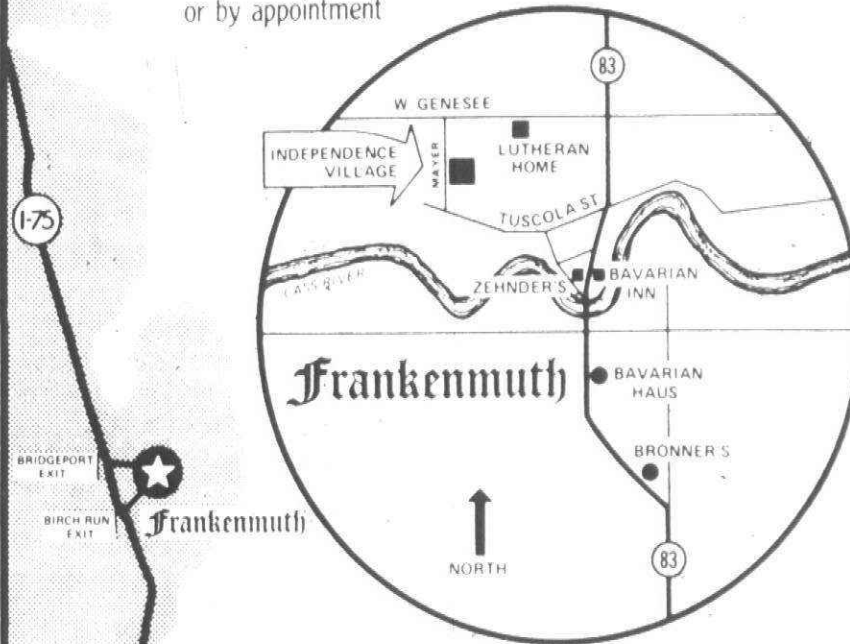 or by appointment
83
W GENESEE
INDEPENDENCE
VILLAGE
MAYER
LUTHERAN
HOME
TUSCOLA ST
I-75
CASS RIVER
ZEHNDER'S
BAVARIAN
INN
Frankenmuth
BAVARIAN
HAUS
BRONNER'S
BRIDGEPORT
EXIT
BIRCH RUN
EXIT
Frankenmuth
NORTH
83